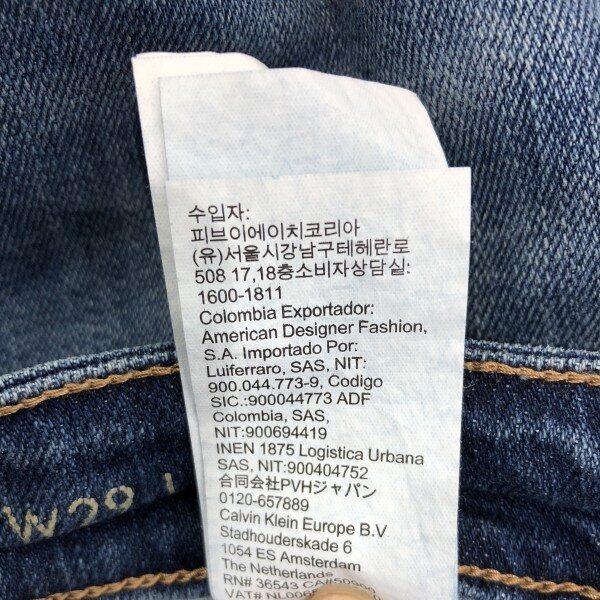 수입자:
피브이에이치코리아
(유)서울시강남구테헤란로
508 17,18층소비자상담실:
1600-1811
Colombia Exportador:
American Designer Fashion,
S.A. Importado Por:
Luiferraro, SAS, NIT:
900.044.773-9, Codigo
SIC.:900044773 ADF
Colombia, SAS,
NIT:900694419
INEN 1875 Logistica Urbana
SAS, NIT:900404752
合同会社PVHジャパン
0120-657889
Calvin Klein Europe B.V
Stadhouderskade 6
1054 ES Amsterdam
The Netherlands
RN# 36543
VAT#
W29